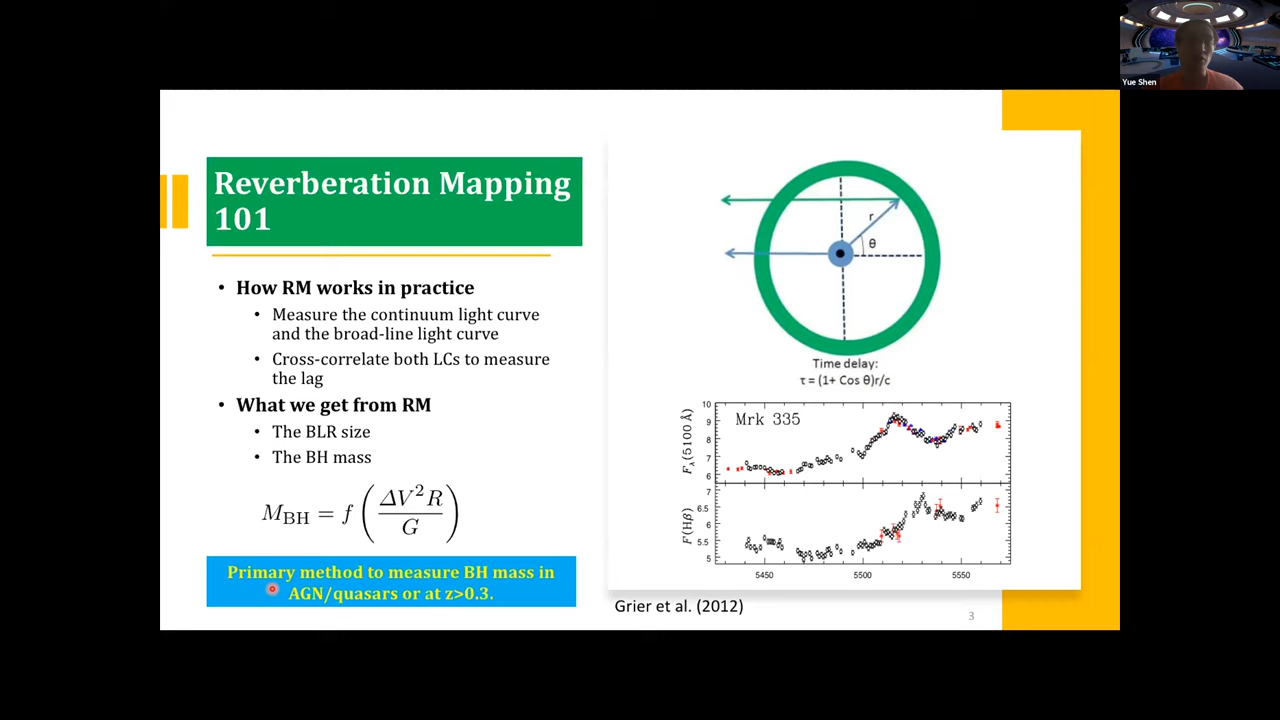 Yue Shen
Reverberation Mapping
101
• How RM works in practice
• Measure the continuum light curve
and the broad-line light curve
• Cross-correlate both LCs to measure
the lag
• What we get from RM
• The BLR size
• The BH mass
M_BH = f (ΔV² R / G)
Primary method to measure BH mass in
AGN/quasars or at z>0.3.
r
θ
Time delay:
τ = (1+ Cos θ)r/c
Mrk 335
F_λ(5100 Å)
10
9
8
7
6
F(Hβ)
7
6.5
6
5.5
5
5450 5500 5550
Grier et al. (2012)
3